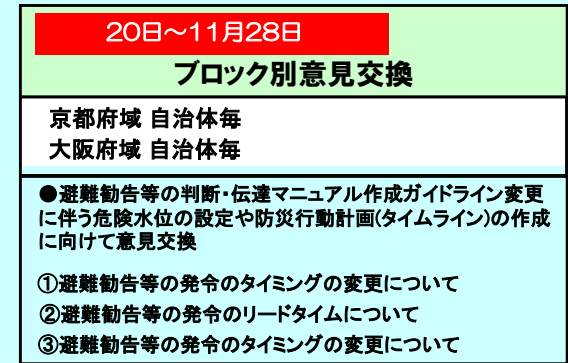 20日～11月28日
ブロック別意見交換
京都府域 自治体毎
大阪府域 自治体毎
●避難勧告等の判断・伝達マニュアル作成ガイドライン変更
に伴う危険水位の設定や防災行動計画(タイムライン)の作成
に向けて意見交換
①避難勧告等の発令のタイミングの変更について
②避難勧告等の発令のリードタイムについて
③避難勧告等の発令のタイミングの変更について